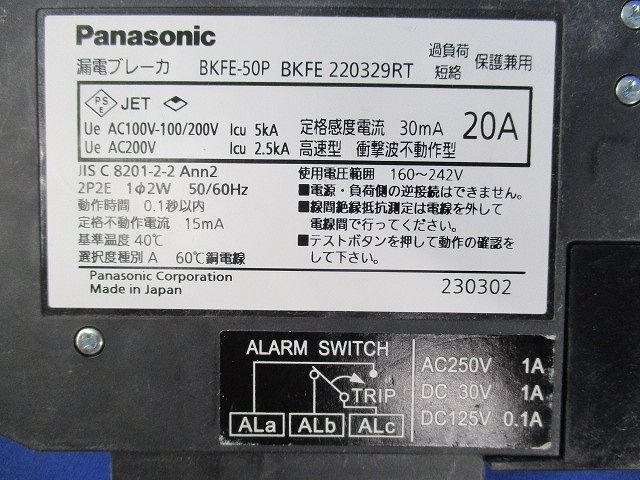 Panasonic
漏電ブレーカ BKFE-50P BKFE 220329RT 過負荷 短絡 保護兼用
PS E JET
Ue AC100V-100/200V Icu 5kA
Ue AC200V Icu 2.5kA
定格感度電流 30mA
高速型 衝撃波不動作型
20A
JIS C 8201-2-2 Ann2
2P2E 1φ2W 50/60Hz
動作時間 0.1秒以内
定格不動作電流 15mA
基準温度 40℃
選択度種別 A 60℃銅電線
使用電圧範囲 160〜242V
■電源・負荷側の逆接続はできません。
■線間絶縁抵抗測定は電線を外して
電線間で行ってください。
■テストボタンを押して動作の確認を
して下さい。
Panasonic Corporation
Made in Japan
230302
ALARM SWITCH
TRIP
ALa ALb ALc
AC250V 1A
DC 30V 1A
DC125V 0.1A